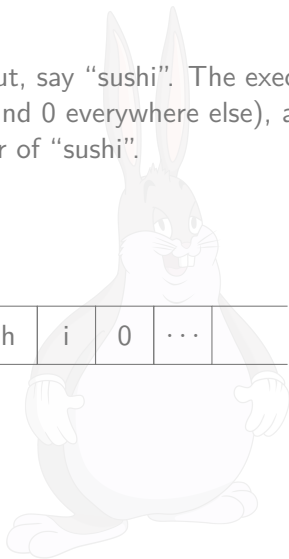 ut, say “sushi”. The exec
nd 0 everywhere else), a
r of “sushi”.
h i 0 ···